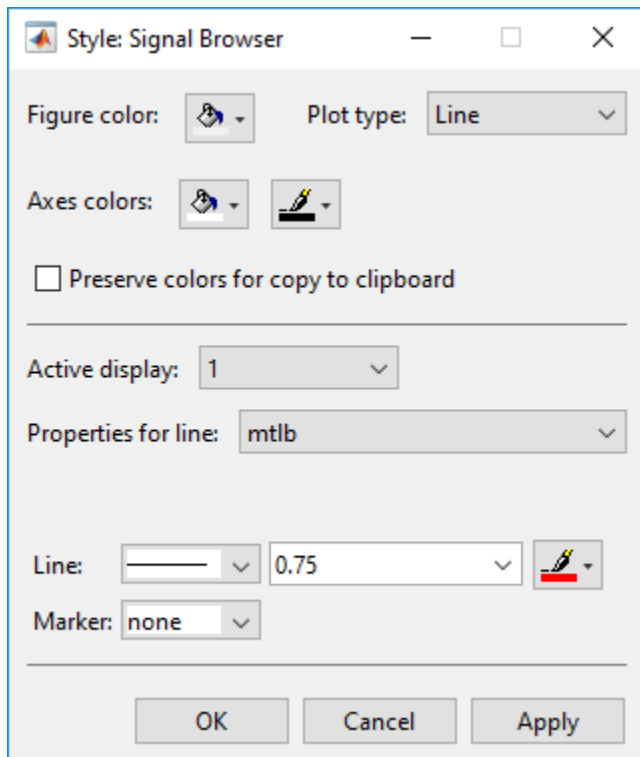 Style: Signal Browser
Figure color: Plot type: Line
Axes colors:
Preserve colors for copy to clipboard
Active display: 1
Properties for line: mtlb
Line: 0.75
Marker: none
OK Cancel Apply